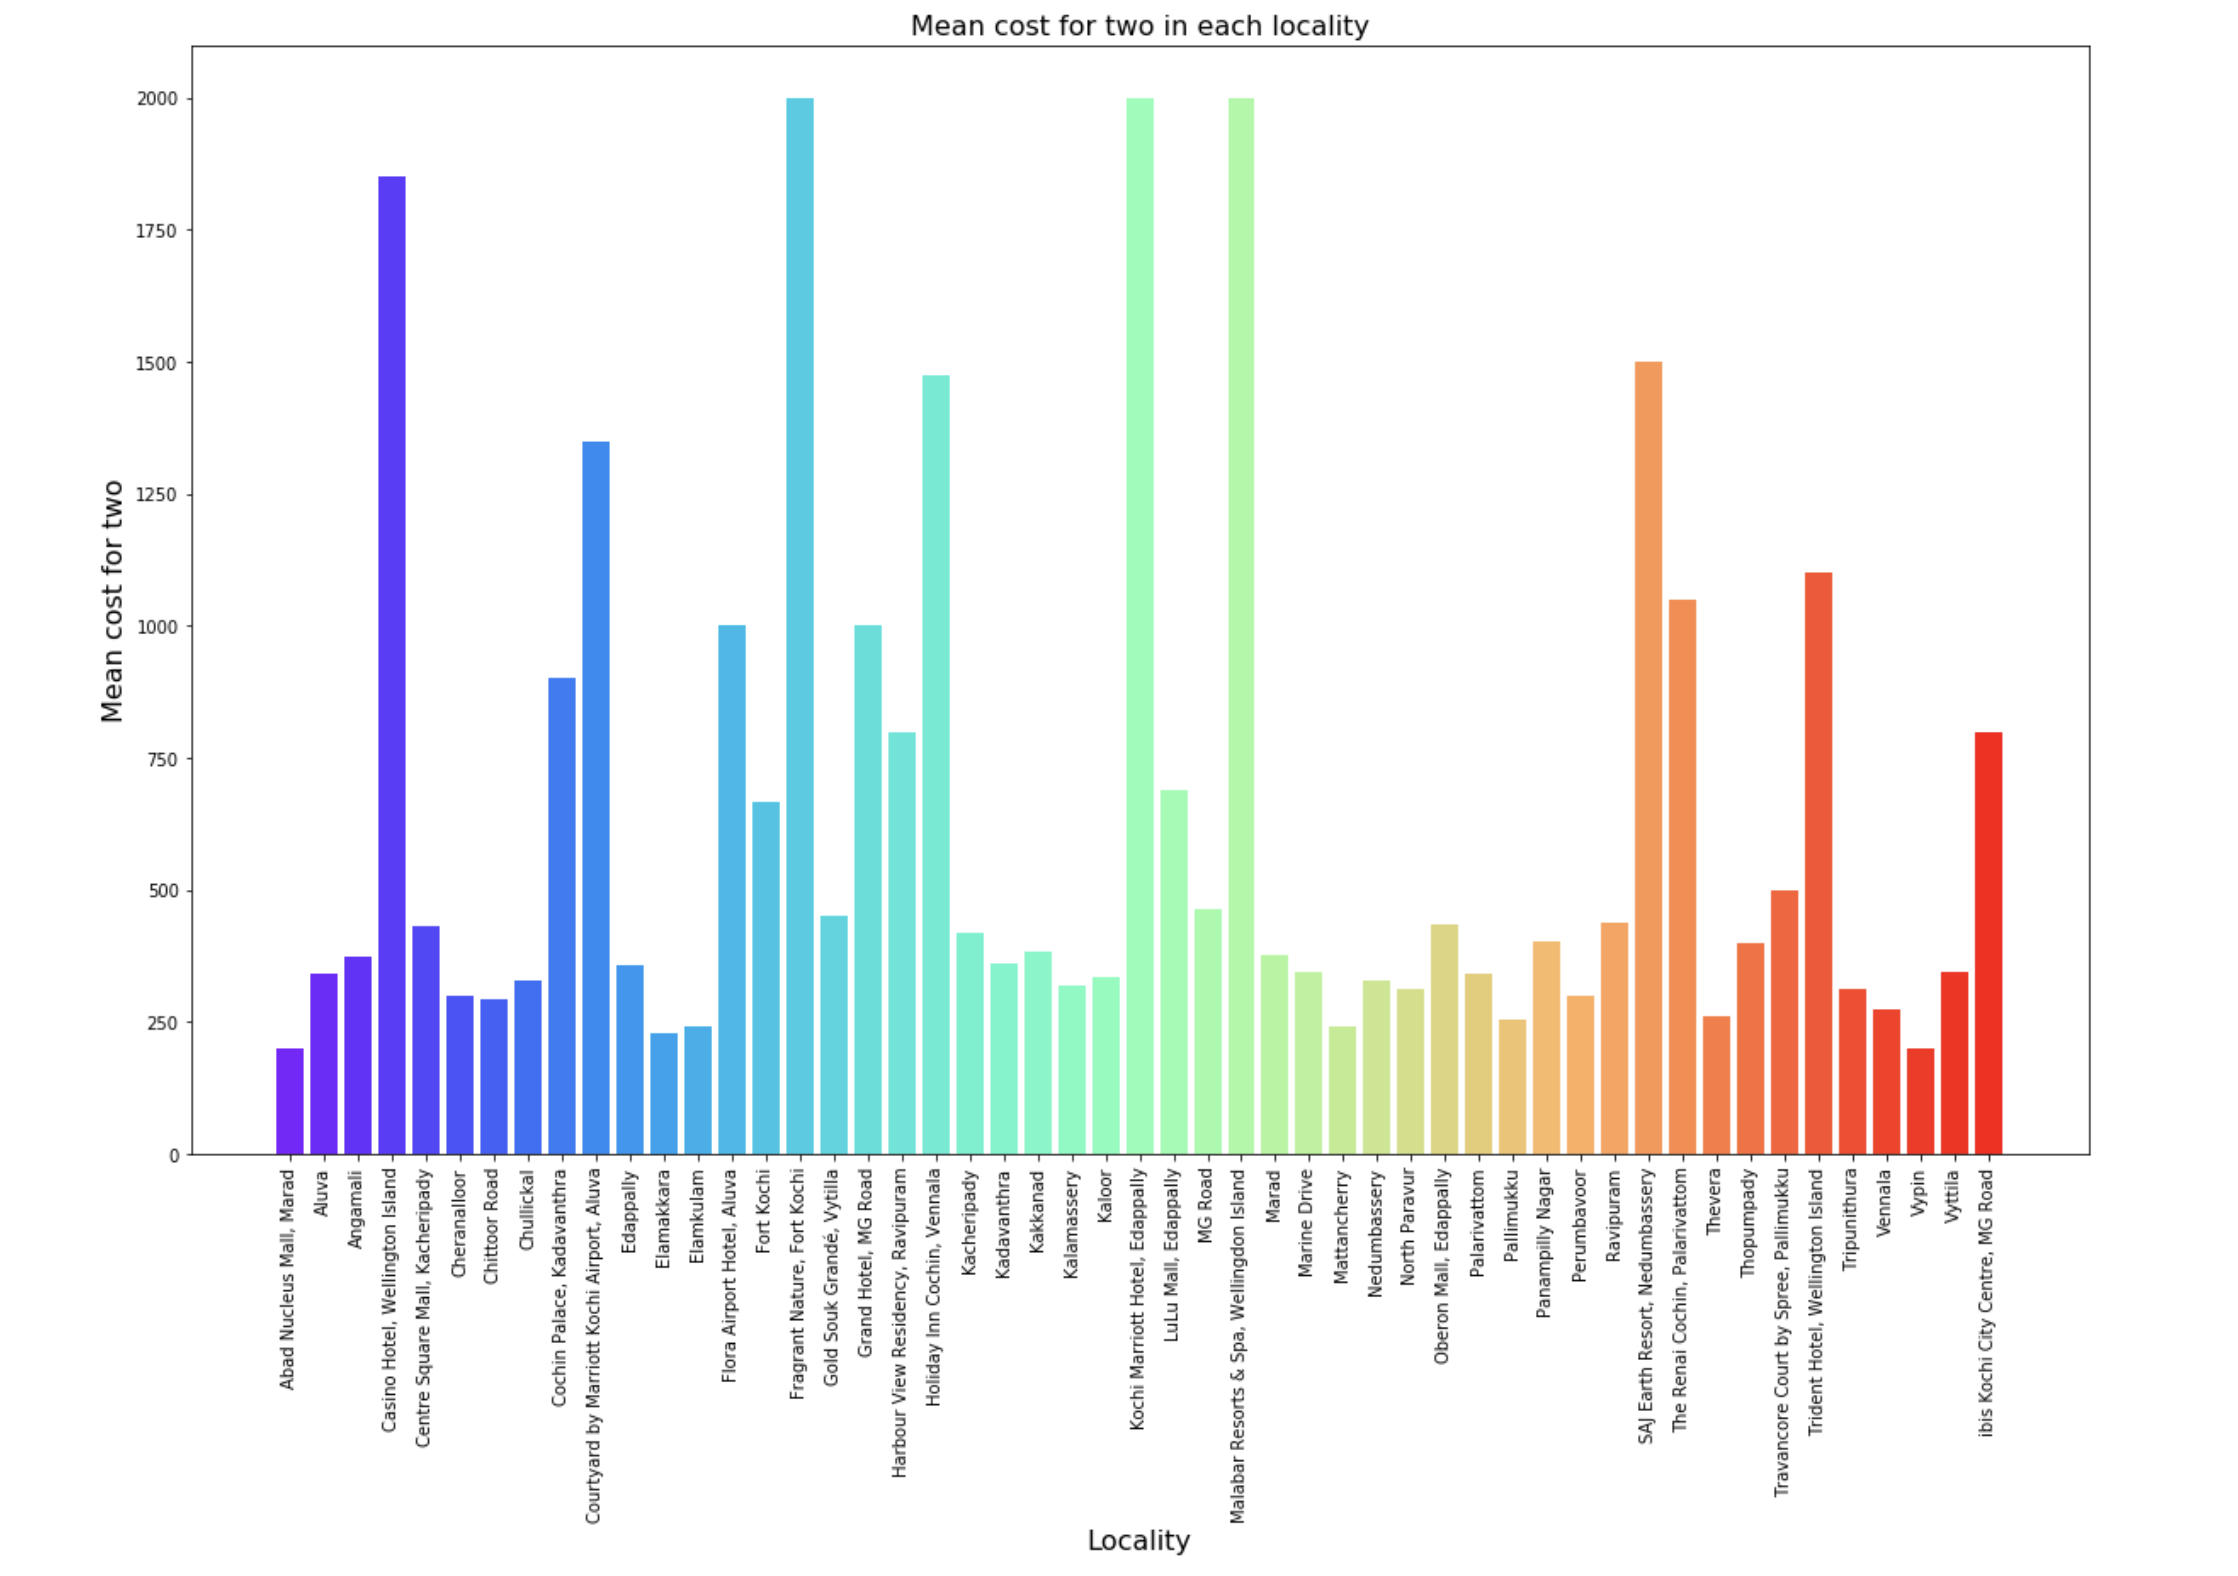 Mean cost for two in each locality
Mean cost for two
2000
1750
1500
1250
1000
750
500
250
0
Abad Nucleus Mall, Marad
Aluva
Angamali
Casino Hotel, Wellington Island
Centre Square Mall, Kacheripady
Cheranalloor
Chittoor Road
Chullickal
Cochin Palace, Kadavanthra
Courtyard by Marriott Kochi Airport, Aluva
Edappally
Elamakkara
Elamkulam
Flora Airport Hotel, Aluva
Fort Kochi
Fragrant Nature, Fort Kochi
Gold Souk Grandé, Vytilla
Grand Hotel, MG Road
Harbour View Residency, Ravipuram
Holiday Inn Cochin, Vennala
Kacheripady
Kadavanthra
Kakkanad
Kalamassery
Kaloor
Kochi Marriott Hotel, Edappally
LuLu Mall, Edappally
MG Road
Malabar Resorts & Spa, Wellingdon Island
Marad
Marine Drive
Mattancherry
Nedumbassery
North Paravur
Oberon Mall, Edappally
Palarivattom
Pallimukku
Panampilly Nagar
Perumbavoor
Ravipuram
SAJ Earth Resort, Nedumbassery
The Renai Cochin, Palarivattom
Thevera
Thopumpady
Travancore Court by Spree, Pallimukku
Trident Hotel, Wellington Island
Tripunithura
Vennala
Vypin
Vyttila
ibis Kochi City Centre, MG Road
Locality